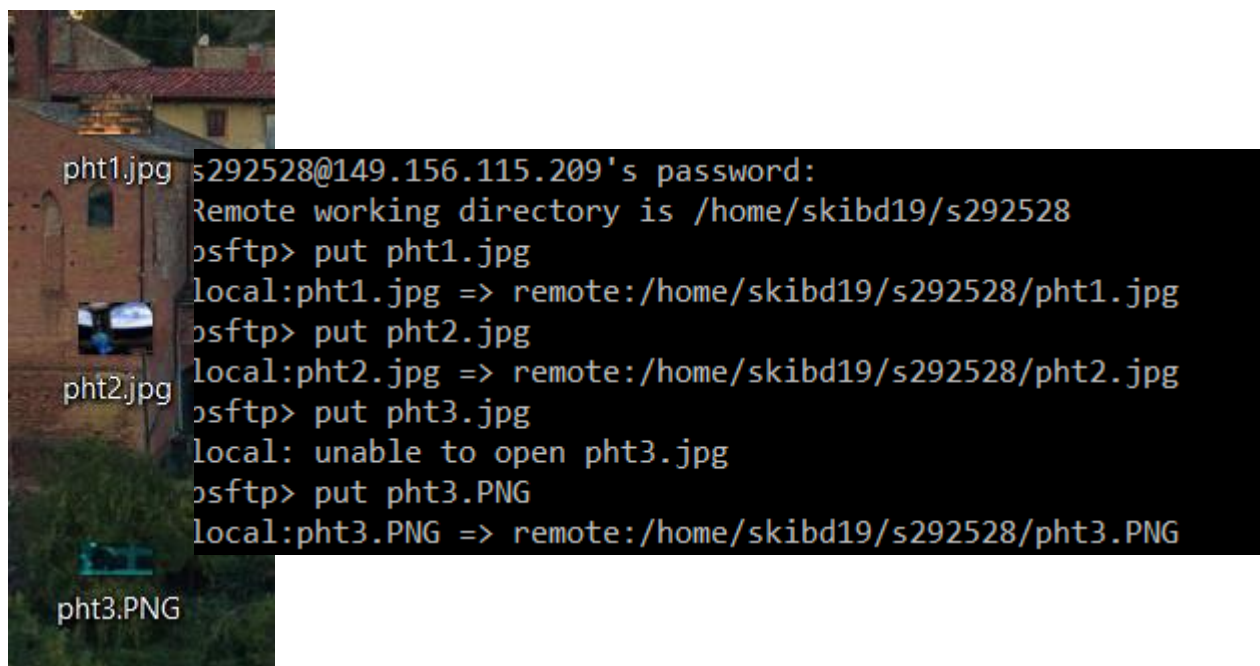 pht1.jpg
pht2.jpg
pht3.PNG
s292528@149.156.115.209's password:
Remote working directory is /home/skibd19/s292528
psftp> put pht1.jpg
local:pht1.jpg => remote:/home/skibd19/s292528/pht1.jpg
psftp> put pht2.jpg
local:pht2.jpg => remote:/home/skibd19/s292528/pht2.jpg
psftp> put pht3.jpg
local: unable to open pht3.jpg
psftp> put pht3.PNG
local:pht3.PNG => remote:/home/skibd19/s292528/pht3.PNG